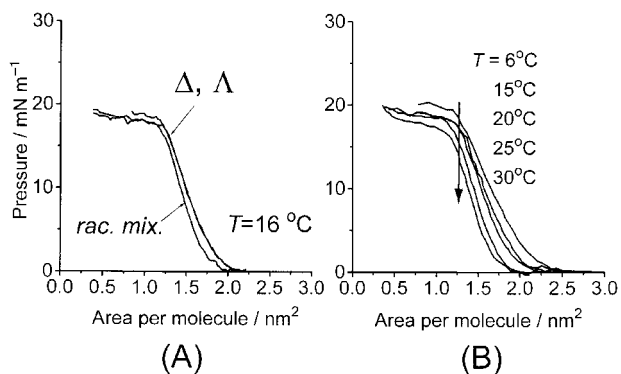 Pressure / mN m⁻¹
30
20
10
0
Δ, Λ
rac. mix.
T=16 °C
0.0 0.5 1.0 1.5 2.0 2.5 3.0
Area per molecule / nm²
(A)
30
20
10
0
T = 6°C
15°C
20°C
25°C
30°C
0.0 0.5 1.0 1.5 2.0 2.5 3.0
Area per molecule / nm²
(B)